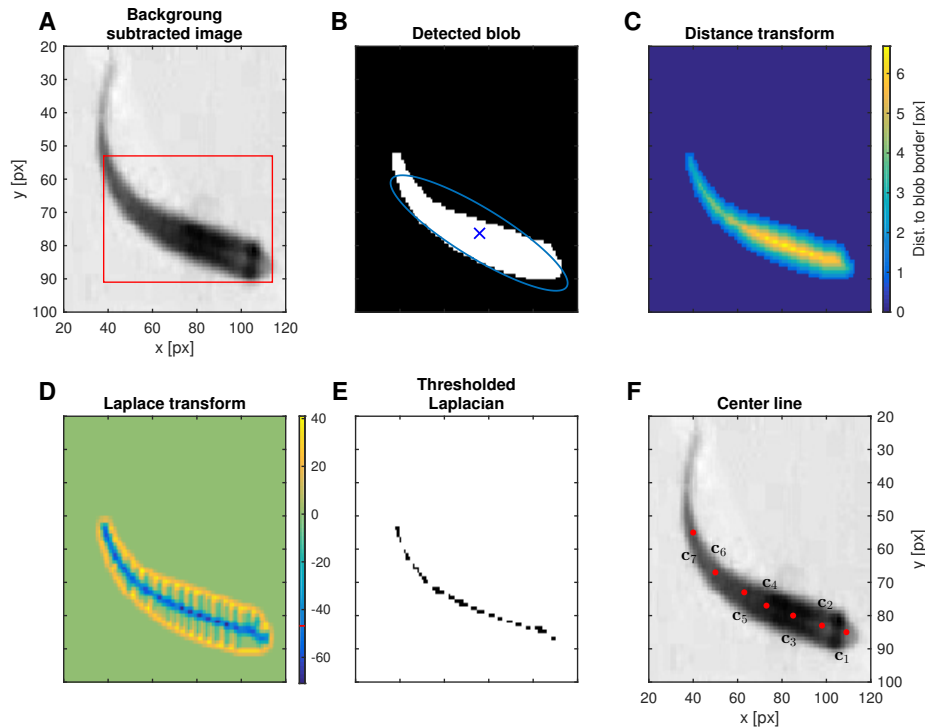 A
Backgroung
subtracted image
20
30
40
50
60
70
80
90
100
y [px]
20 40 60 80 100 120
x [px]
B
Detected blob
C
Distance transform
6
5
4
3
2
1
0
Dist. to blob border [px]
D
Laplace transform
40
20
0
-20
-40
-60
E
Thresholded
Laplacian
F
Center line
c6
c7
c4
c5
c2
c3
c1
20
30
40
50
60
70
80
90
100
y [px]
20 40 60 80 100 120
x [px]